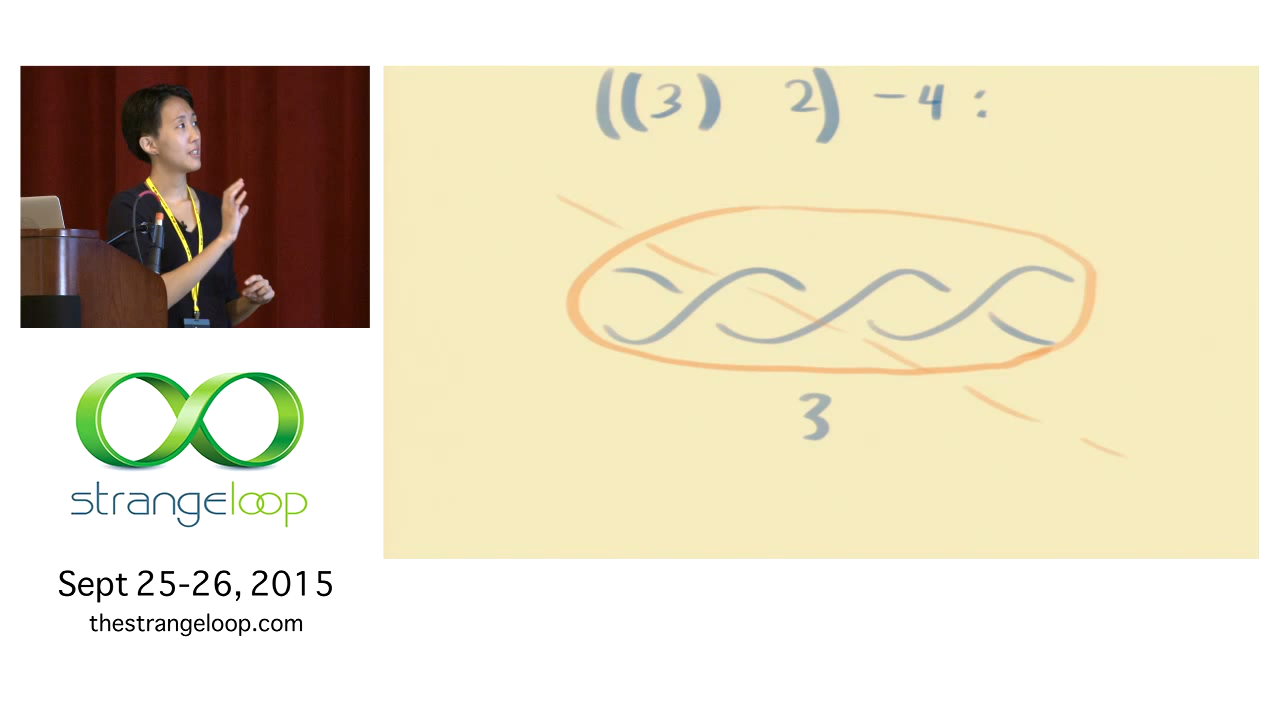 ((3) 2) -4 :
3
strangeloop
Sept 25-26, 2015
thestrangeloop.com